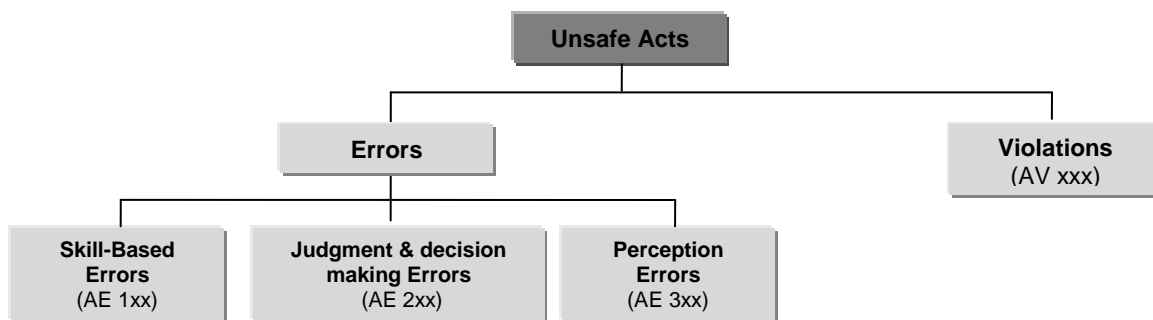 Unsafe Acts
Errors
Violations
(AV xxx)
Skill-Based
Errors
(AE 1xx)
Judgment & decision
making Errors
(AE 2xx)
Perception
Errors
(AE 3xx)